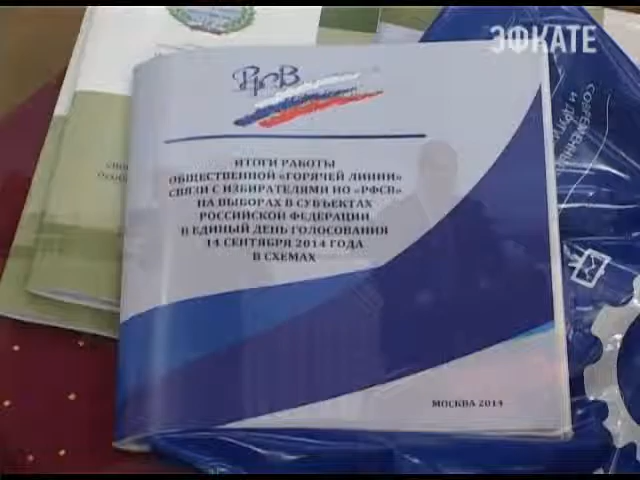 ЭФКАТЕ
РФСВ
ИТОГИ РАБОТЫ
ОБЩЕСТВЕННОЙ «ГОРЯЧЕЙ ЛИНИИ»
СВЯЗИ С ИЗБИРАТЕЛЯМИ НО «РФСВ»
НА ВЫБОРАХ В СУБЪЕКТАХ
РОССИЙСКОЙ ФЕДЕРАЦИИ
В ЕДИНЫЙ ДЕНЬ ГОЛОСОВАНИЯ
14 СЕНТЯБРЯ 2014 ГОДА
В СХЕМАХ
МОСКВА 2014